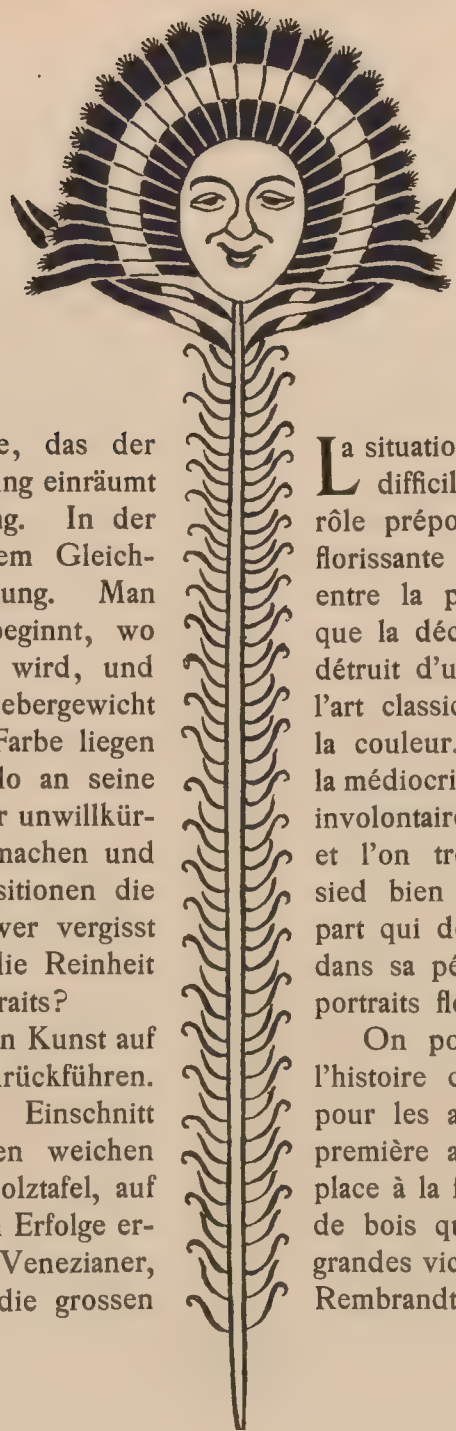 e, das der
ng einräumt
ng. In der
em Gleich-
ung. Man
beginnt, wo
wird, und
ebergewicht
Farbe liegen
lo an seine
r unwillkür-
machen und
sitionen die
wer vergisst
die Reinheit
raits?
n Kunst auf
rückführen.
Einschnitt
en weichen
olztafel, auf
n Erfolge er-
Venezianer,
die grossen
La situation
difficil
rôle prépo
florissante
entre la p
que la déc
détruit d'u
l'art classic
la couleur.
la médiocri
involontaire
et l'on tr
sied bien
part qui d
dans sa pé
portraits fl
On po
l'histoire c
pour les a
première a
place à la f
de bois qu
grandes vic
Rembrandt